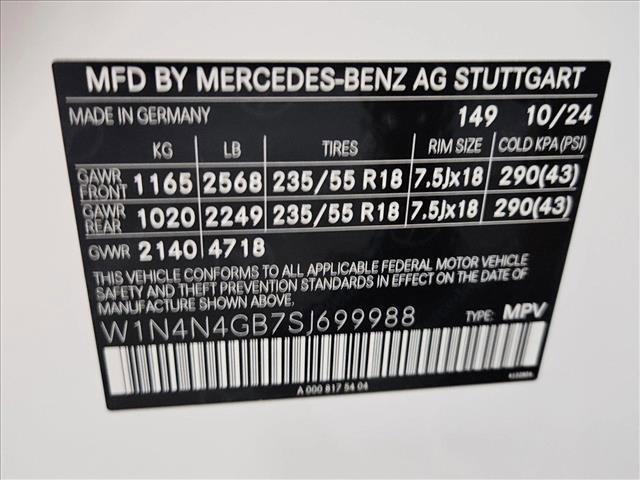 MFD BY MERCEDES-BENZ AG STUTTGART
MADE IN GERMANY 149 10/24
KG LB TIRES RIM SIZE COLD KPA (PSI)
GAWR FRONT 1165 2568 235/55 R18 7.5Jx18 290(43)
GAWR REAR 1020 2249 235/55 R18 7.5Jx18 290(43)
GVWR 2140 4718
THIS VEHICLE CONFORMS TO ALL APPLICABLE FEDERAL MOTOR VEHICLE
SAFETY AND THEFT PREVENTION STANDARDS IN EFFECT ON THE DATE OF
MANUFACTURE SHOWN ABOVE.
W1N4N4GB7SJ699988 TYPE: MPV
A 000 817 54 04